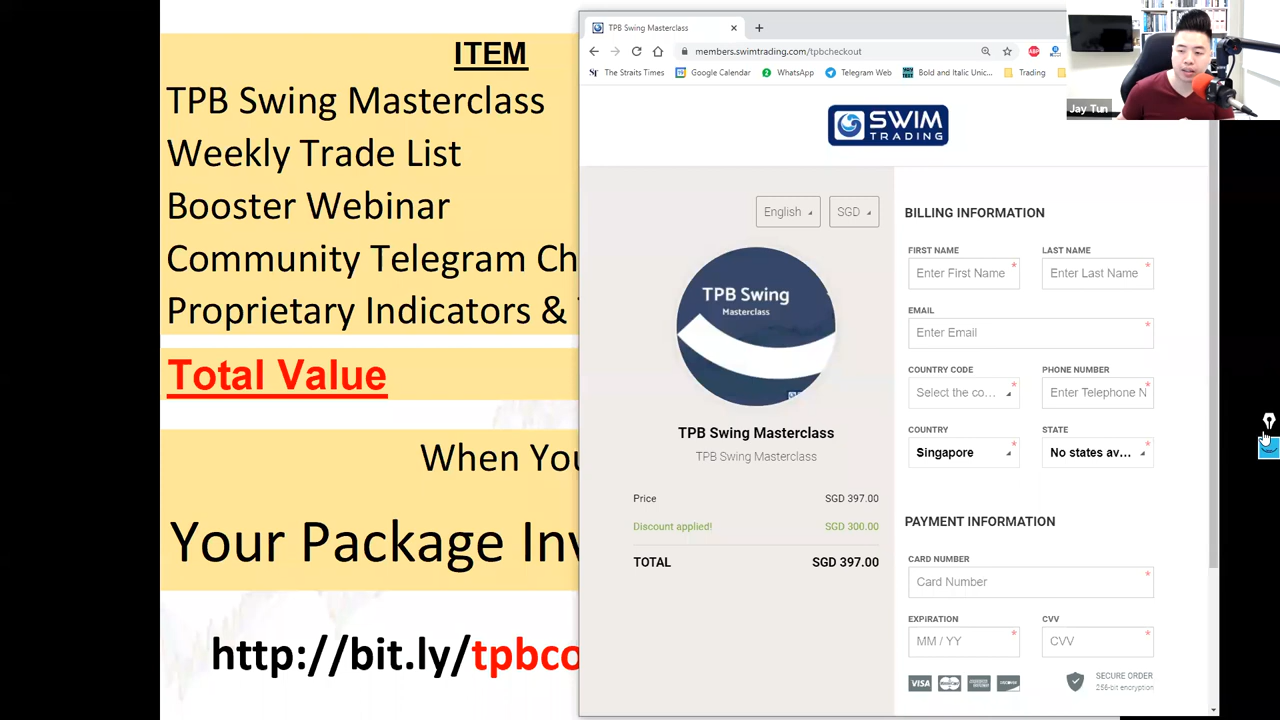 ITEM
TPB Swing Masterclass
Weekly Trade List
Booster Webinar
Community Telegram Ch
Proprietary Indicators &
Total Value
When You
Your Package Inv
http://bit.ly/tpbco
TPB Swing Masterclass
members.swimtrading.com/tpbcheckout
The Straits Times
Google Calendar
WhatsApp
Telegram Web
Bold and Italic Unic...
Trading
Jay Tun
SWIM
TRADING
English
SGD
TPB Swing
Masterclass
TPB Swing Masterclass
TPB Swing Masterclass
Price SGD 397.00
Discount applied! SGD 300.00
TOTAL SGD 397.00
BILLING INFORMATION
FIRST NAME LAST NAME
Enter First Name * Enter Last Name *
EMAIL
Enter Email *
COUNTRY CODE PHONE NUMBER
Select the co... * Enter Telephone N *
COUNTRY STATE
Singapore * No states av... *
PAYMENT INFORMATION
CARD NUMBER
Card Number *
EXPIRATION CVV
MM / YY * CVV *
VISA
SECURE ORDER
256-bit encryption